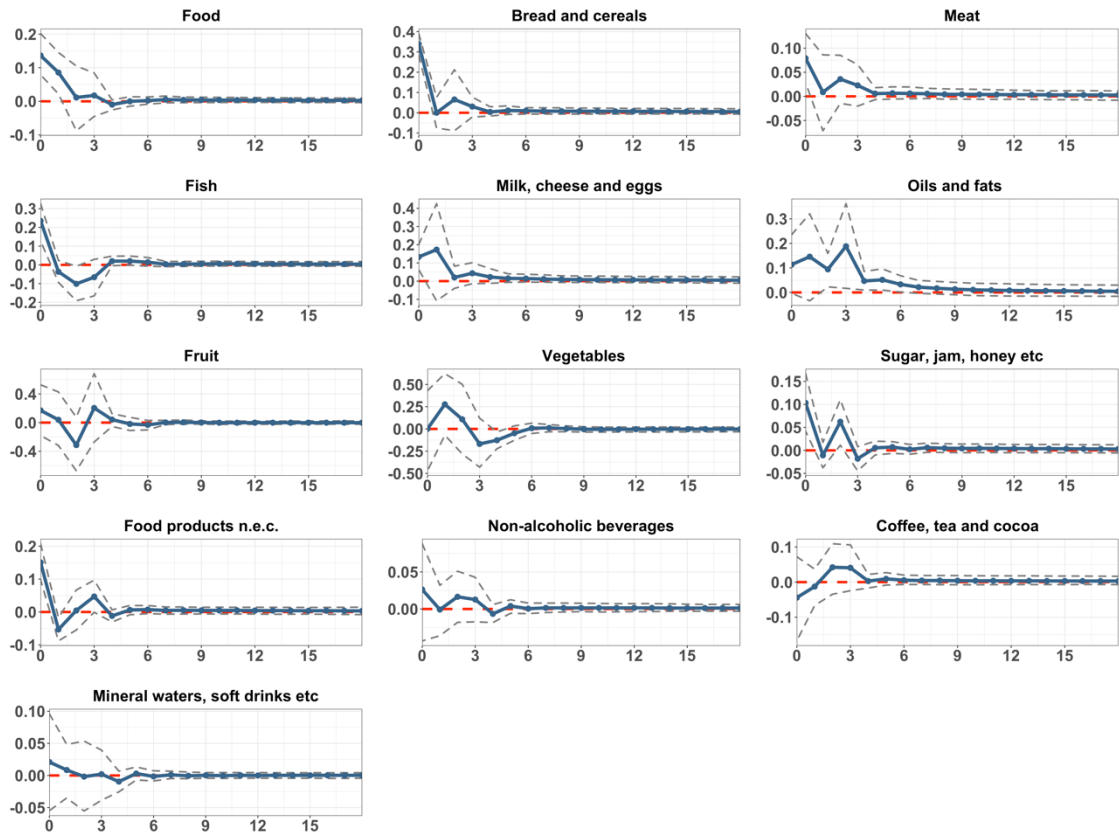 Food
0.2
0.1
0.0
-0.1
0 3 6 9 12 15
Bread and cereals
0.4
0.3
0.2
0.1
0.0
-0.1
0 3 6 9 12 15
Meat
0.10
0.05
0.00
-0.05
0 3 6 9 12 15
Fish
0.3
0.2
0.1
0.0
-0.1
-0.2
0 3 6 9 12 15
Milk, cheese and eggs
0.4
0.3
0.2
0.1
0.0
-0.1
0 3 6 9 12 15
Oils and fats
0.3
0.2
0.1
0.0
0 3 6 9 12 15
Fruit
0.4
0.0
-0.4
0 3 6 9 12 15
Vegetables
0.50
0.25
0.00
-0.25
-0.50
0 3 6 9 12 15
Sugar, jam, honey etc
0.15
0.10
0.05
0.00
0 3 6 9 12 15
Food products n.e.c.
0.2
0.1
0.0
-0.1
0 3 6 9 12 15
Non-alcoholic beverages
0.05
0.00
0 3 6 9 12 15
Coffee, tea and cocoa
0.1
0.0
-0.1
0 3 6 9 12 15
Mineral waters, soft drinks etc
0.10
0.05
0.00
-0.05
0 3 6 9 12 15